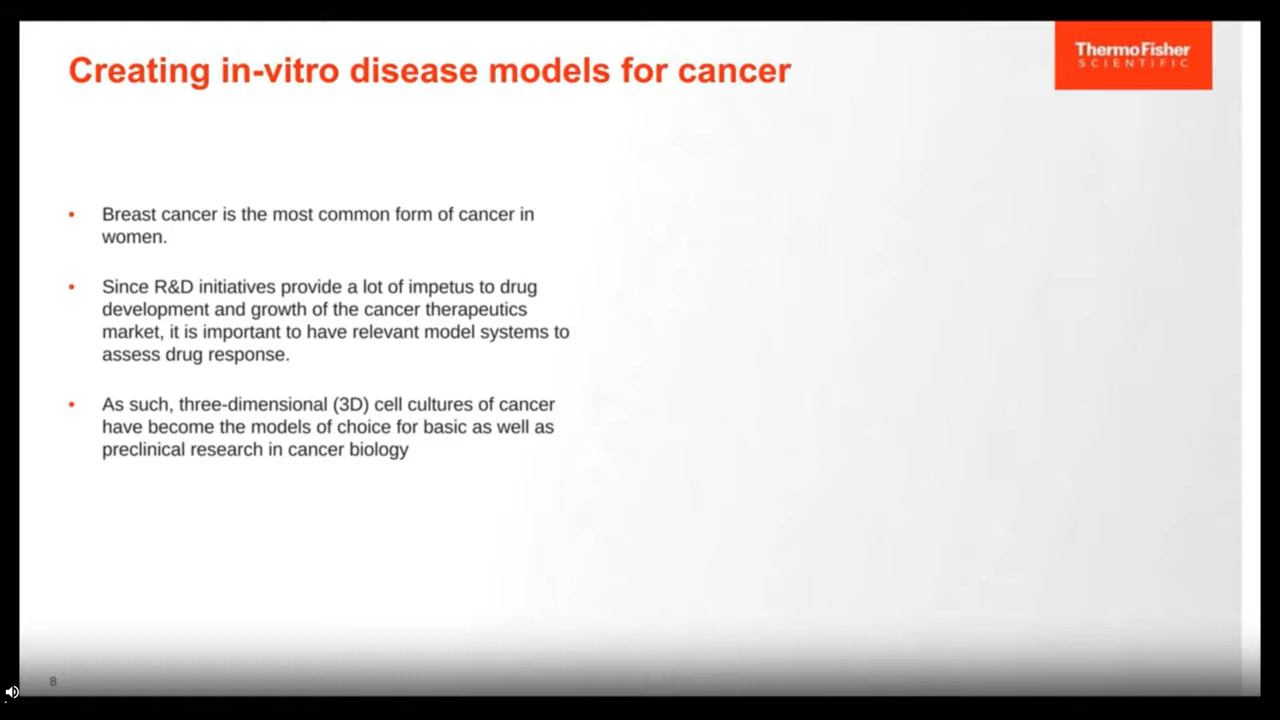 Creating in-vitro disease models for cancer
ThermoFisher
SCIENTIFIC
• Breast cancer is the most common form of cancer in
women.
• Since R&D initiatives provide a lot of impetus to drug
development and growth of the cancer therapeutics
market, it is important to have relevant model systems to
assess drug response.
• As such, three-dimensional (3D) cell cultures of cancer
have become the models of choice for basic as well as
preclinical research in cancer biology
8